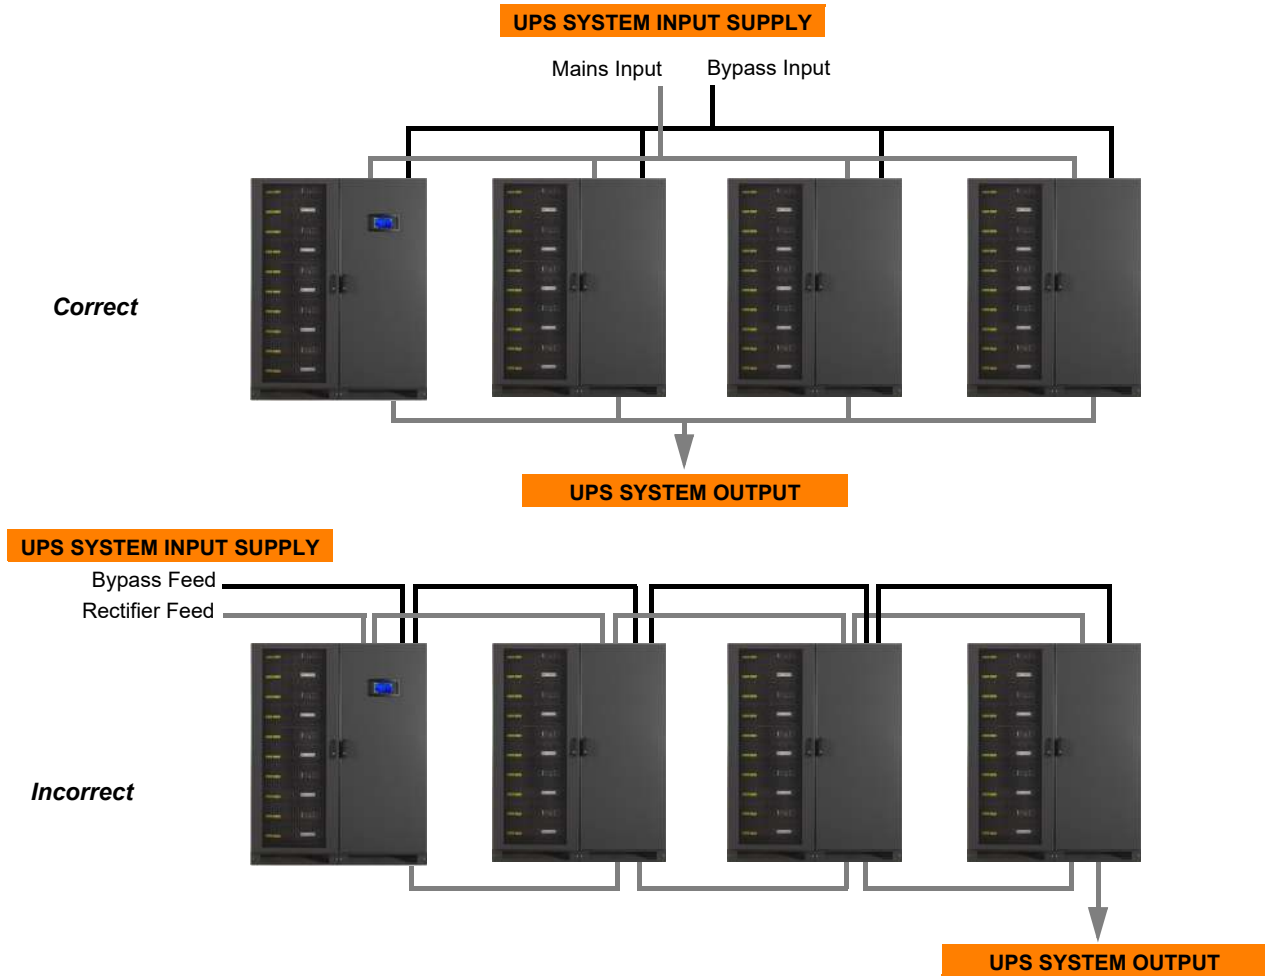 UPS SYSTEM INPUT SUPPLY
Mains Input
Bypass Input
Correct
UPS SYSTEM OUTPUT
UPS SYSTEM INPUT SUPPLY
Bypass Feed
Rectifier Feed
Incorrect
UPS SYSTEM OUTPUT